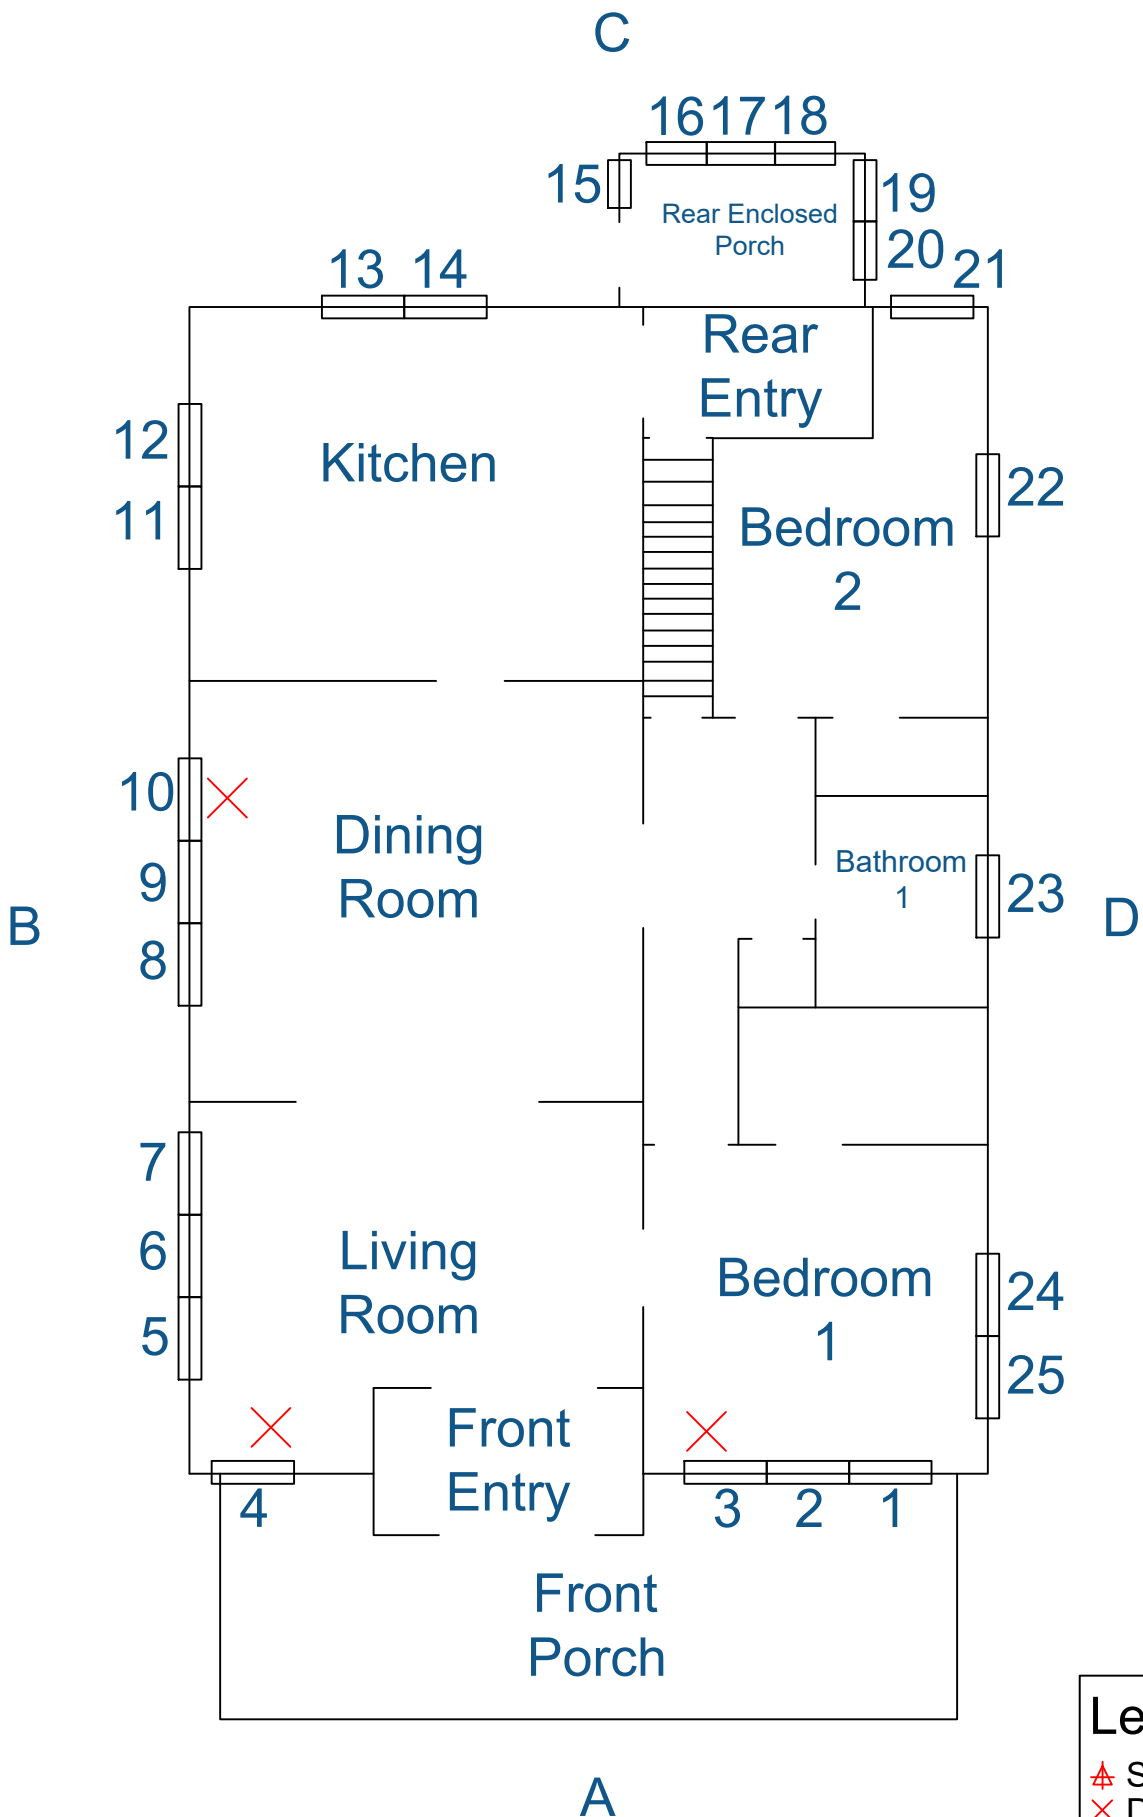 C
16 17 18
15
19
Rear Enclosed
Porch
20
13 14
21
Rear
Entry
12
Kitchen
22
11
Bedroom
2
10
Dining
Room
Bathroom
1
9
23
B
D
8
7
6
Living
Room
Bedroom
1
24
5
25
Front
Entry
4
3 2 1
Front
Porch
A
Le
S